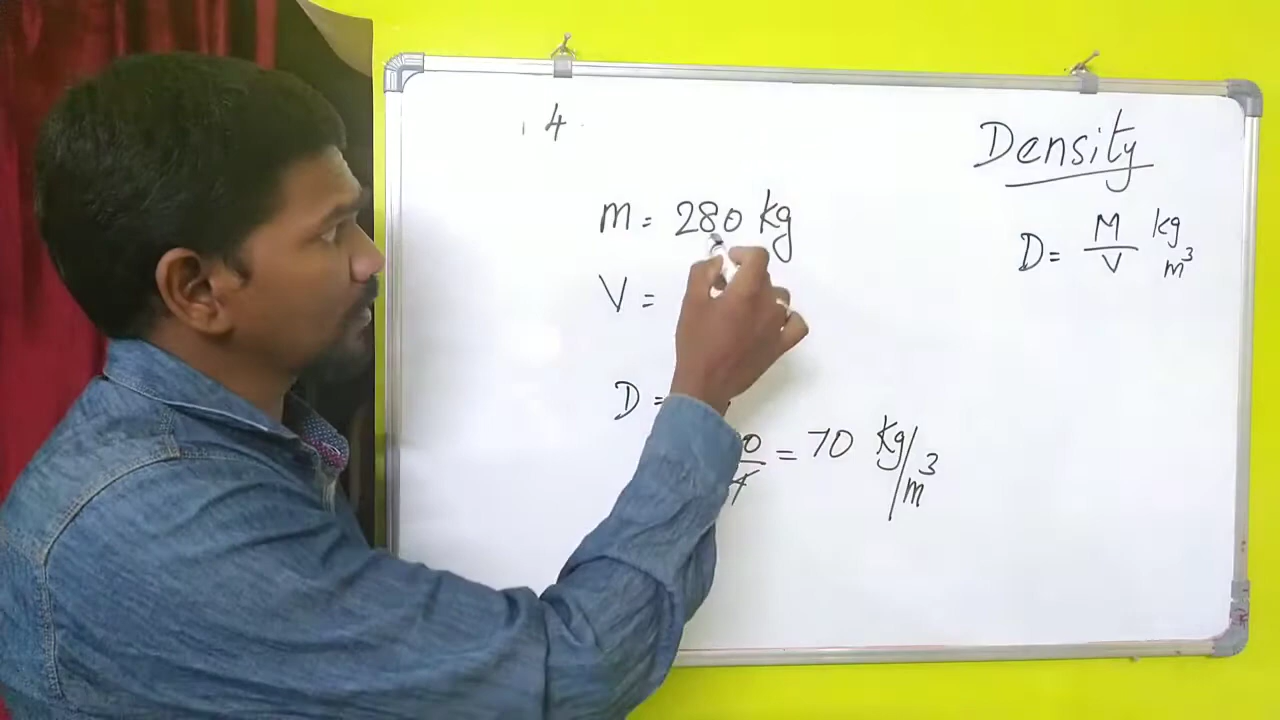 4.
Density
m = 280 kg
D = M/V kg/m³
V =
D =
= 70 kg/m³